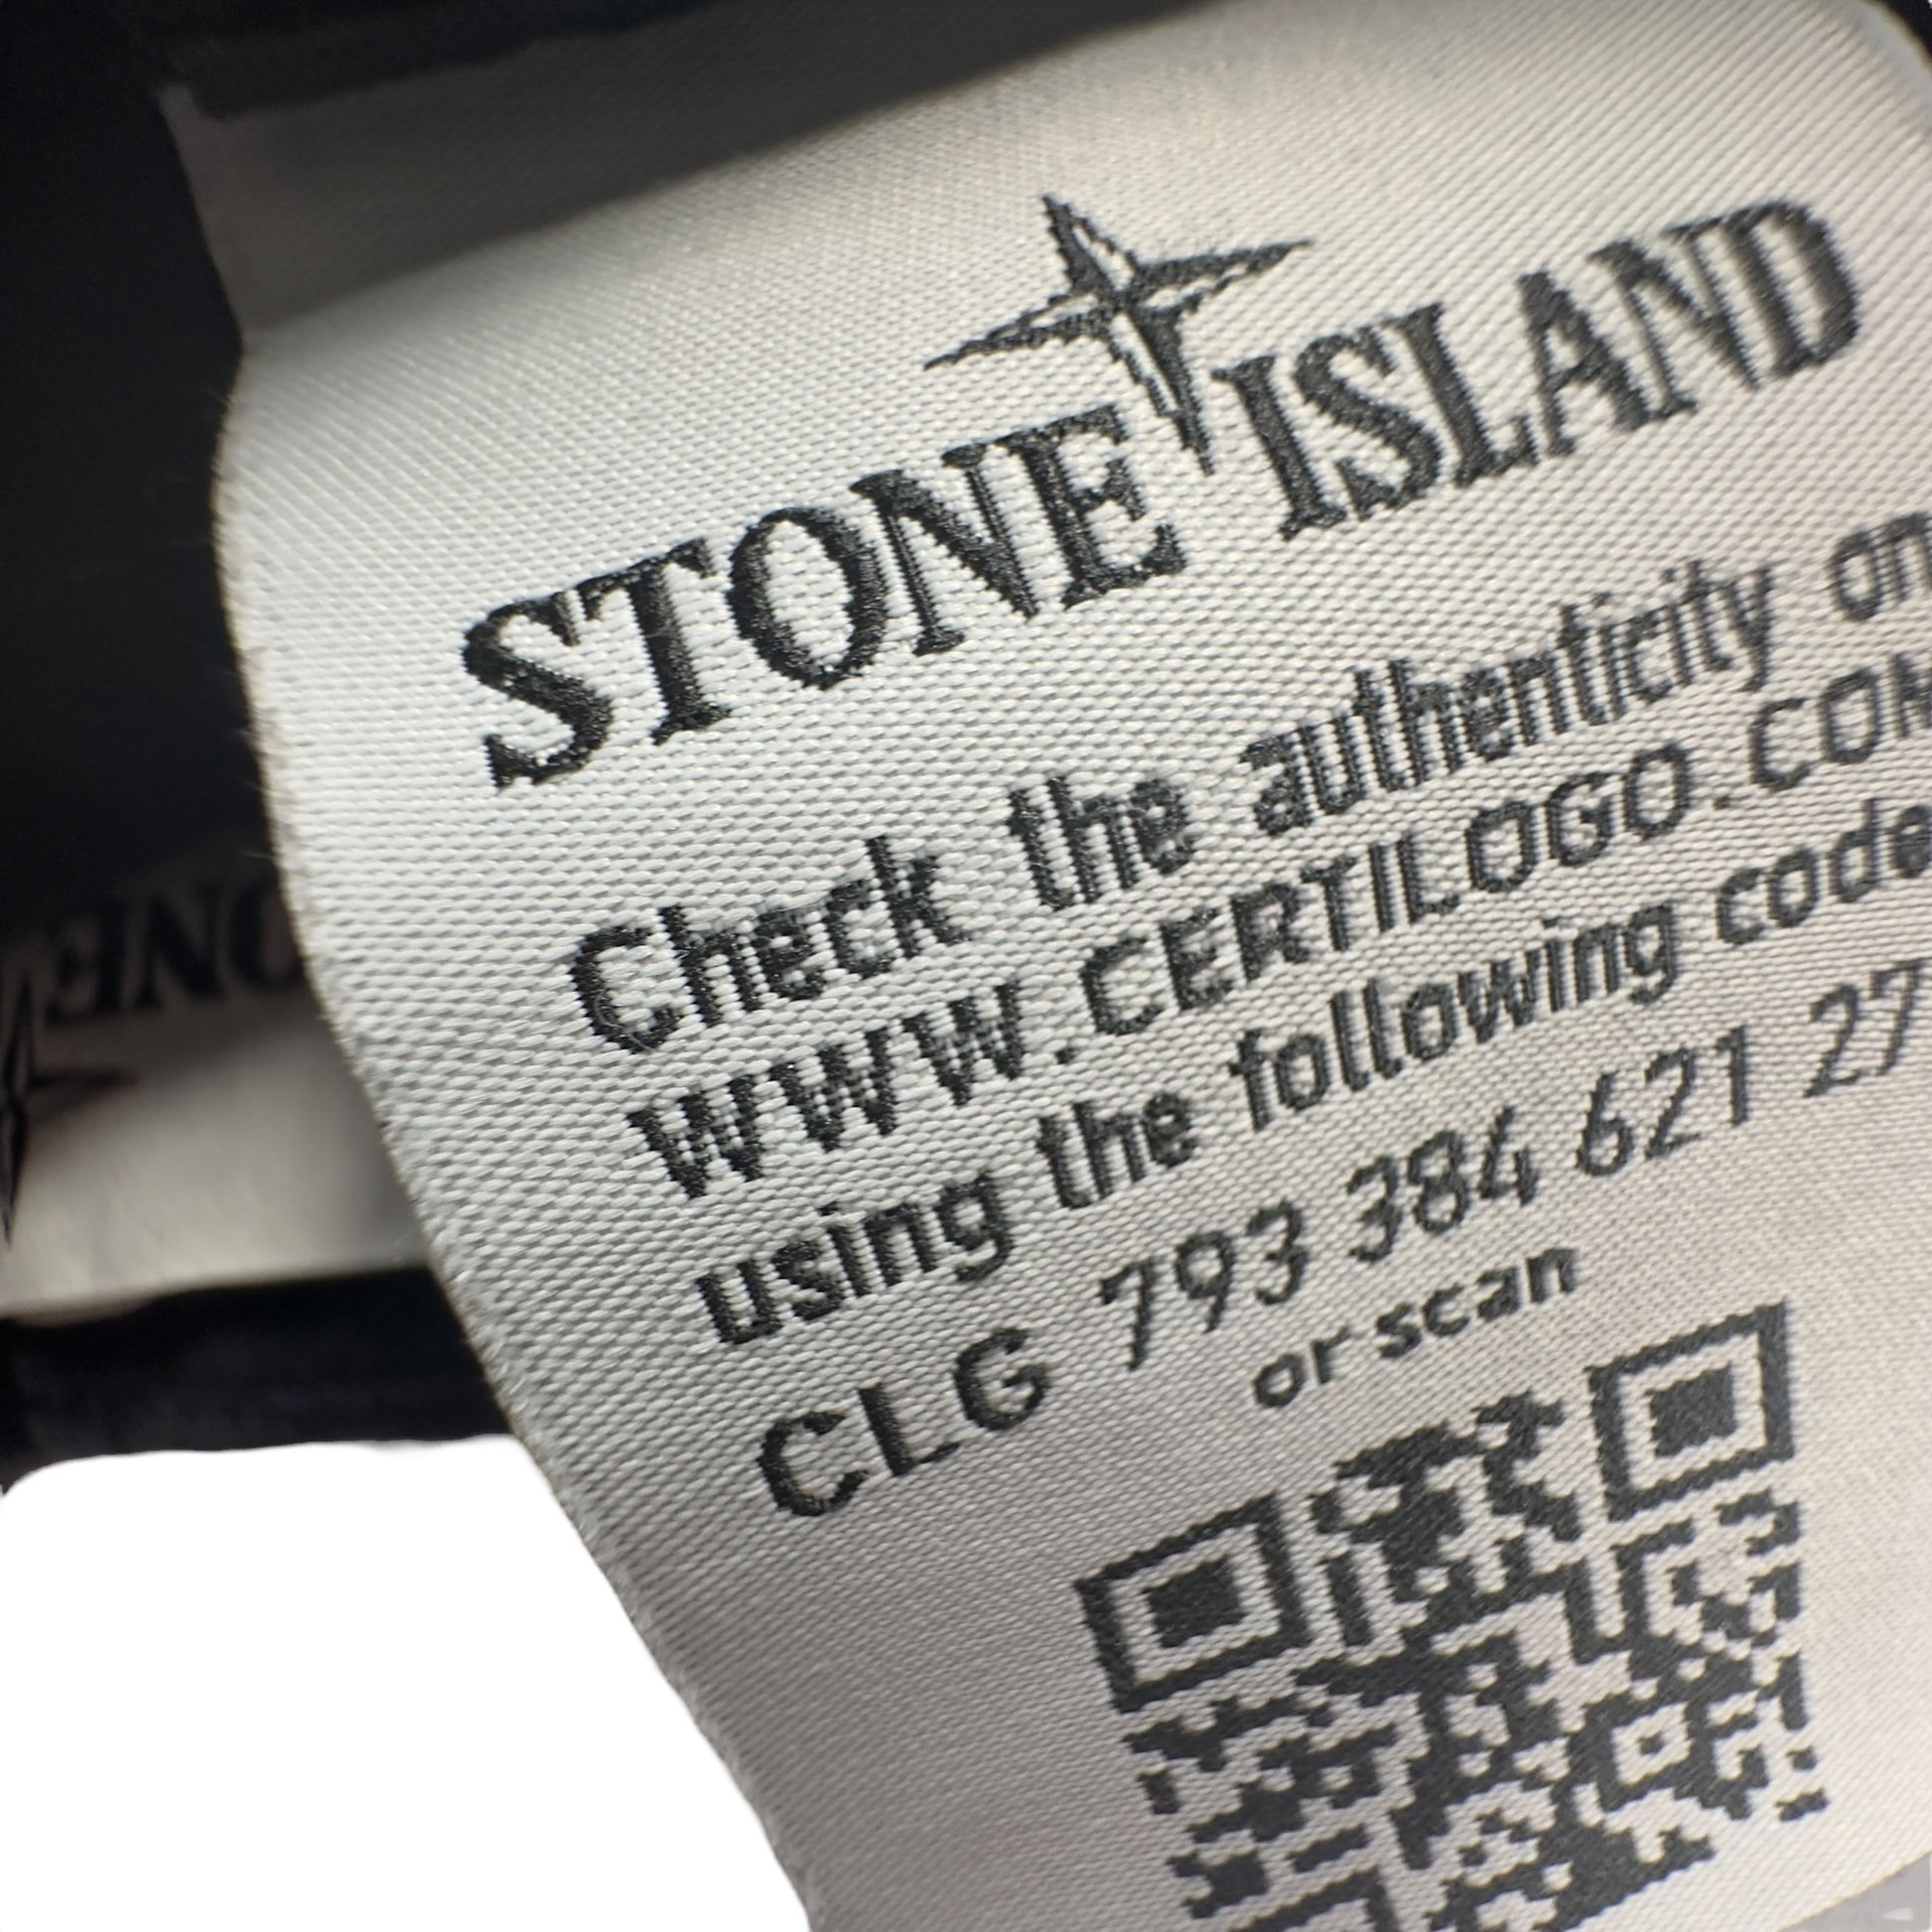 STONE ISLAND
Check the authenticity on
WWW.CERTILOGO.COM
using the following code
CLG 793 384 621 27
or scan
ONE